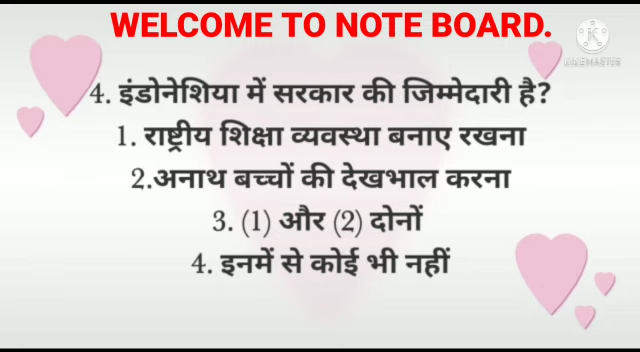 WELCOME TO NOTE BOARD.
KINEMASTER
4. इंडोनेशिया में सरकार की जिम्मेदारी है?
1. राष्ट्रीय शिक्षा व्यवस्था बनाए रखना
2.अनाथ बच्चों की देखभाल करना
3. (1) और (2) दोनों
4. इनमें से कोई भी नहीं